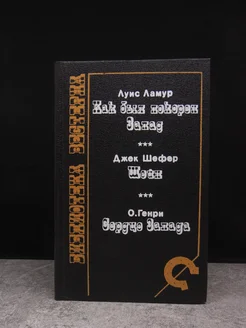 Луис Ламур
Как был покорен
Запад
***
Джек Шефер
Шейн
***
О.Генри
Сердце Запада